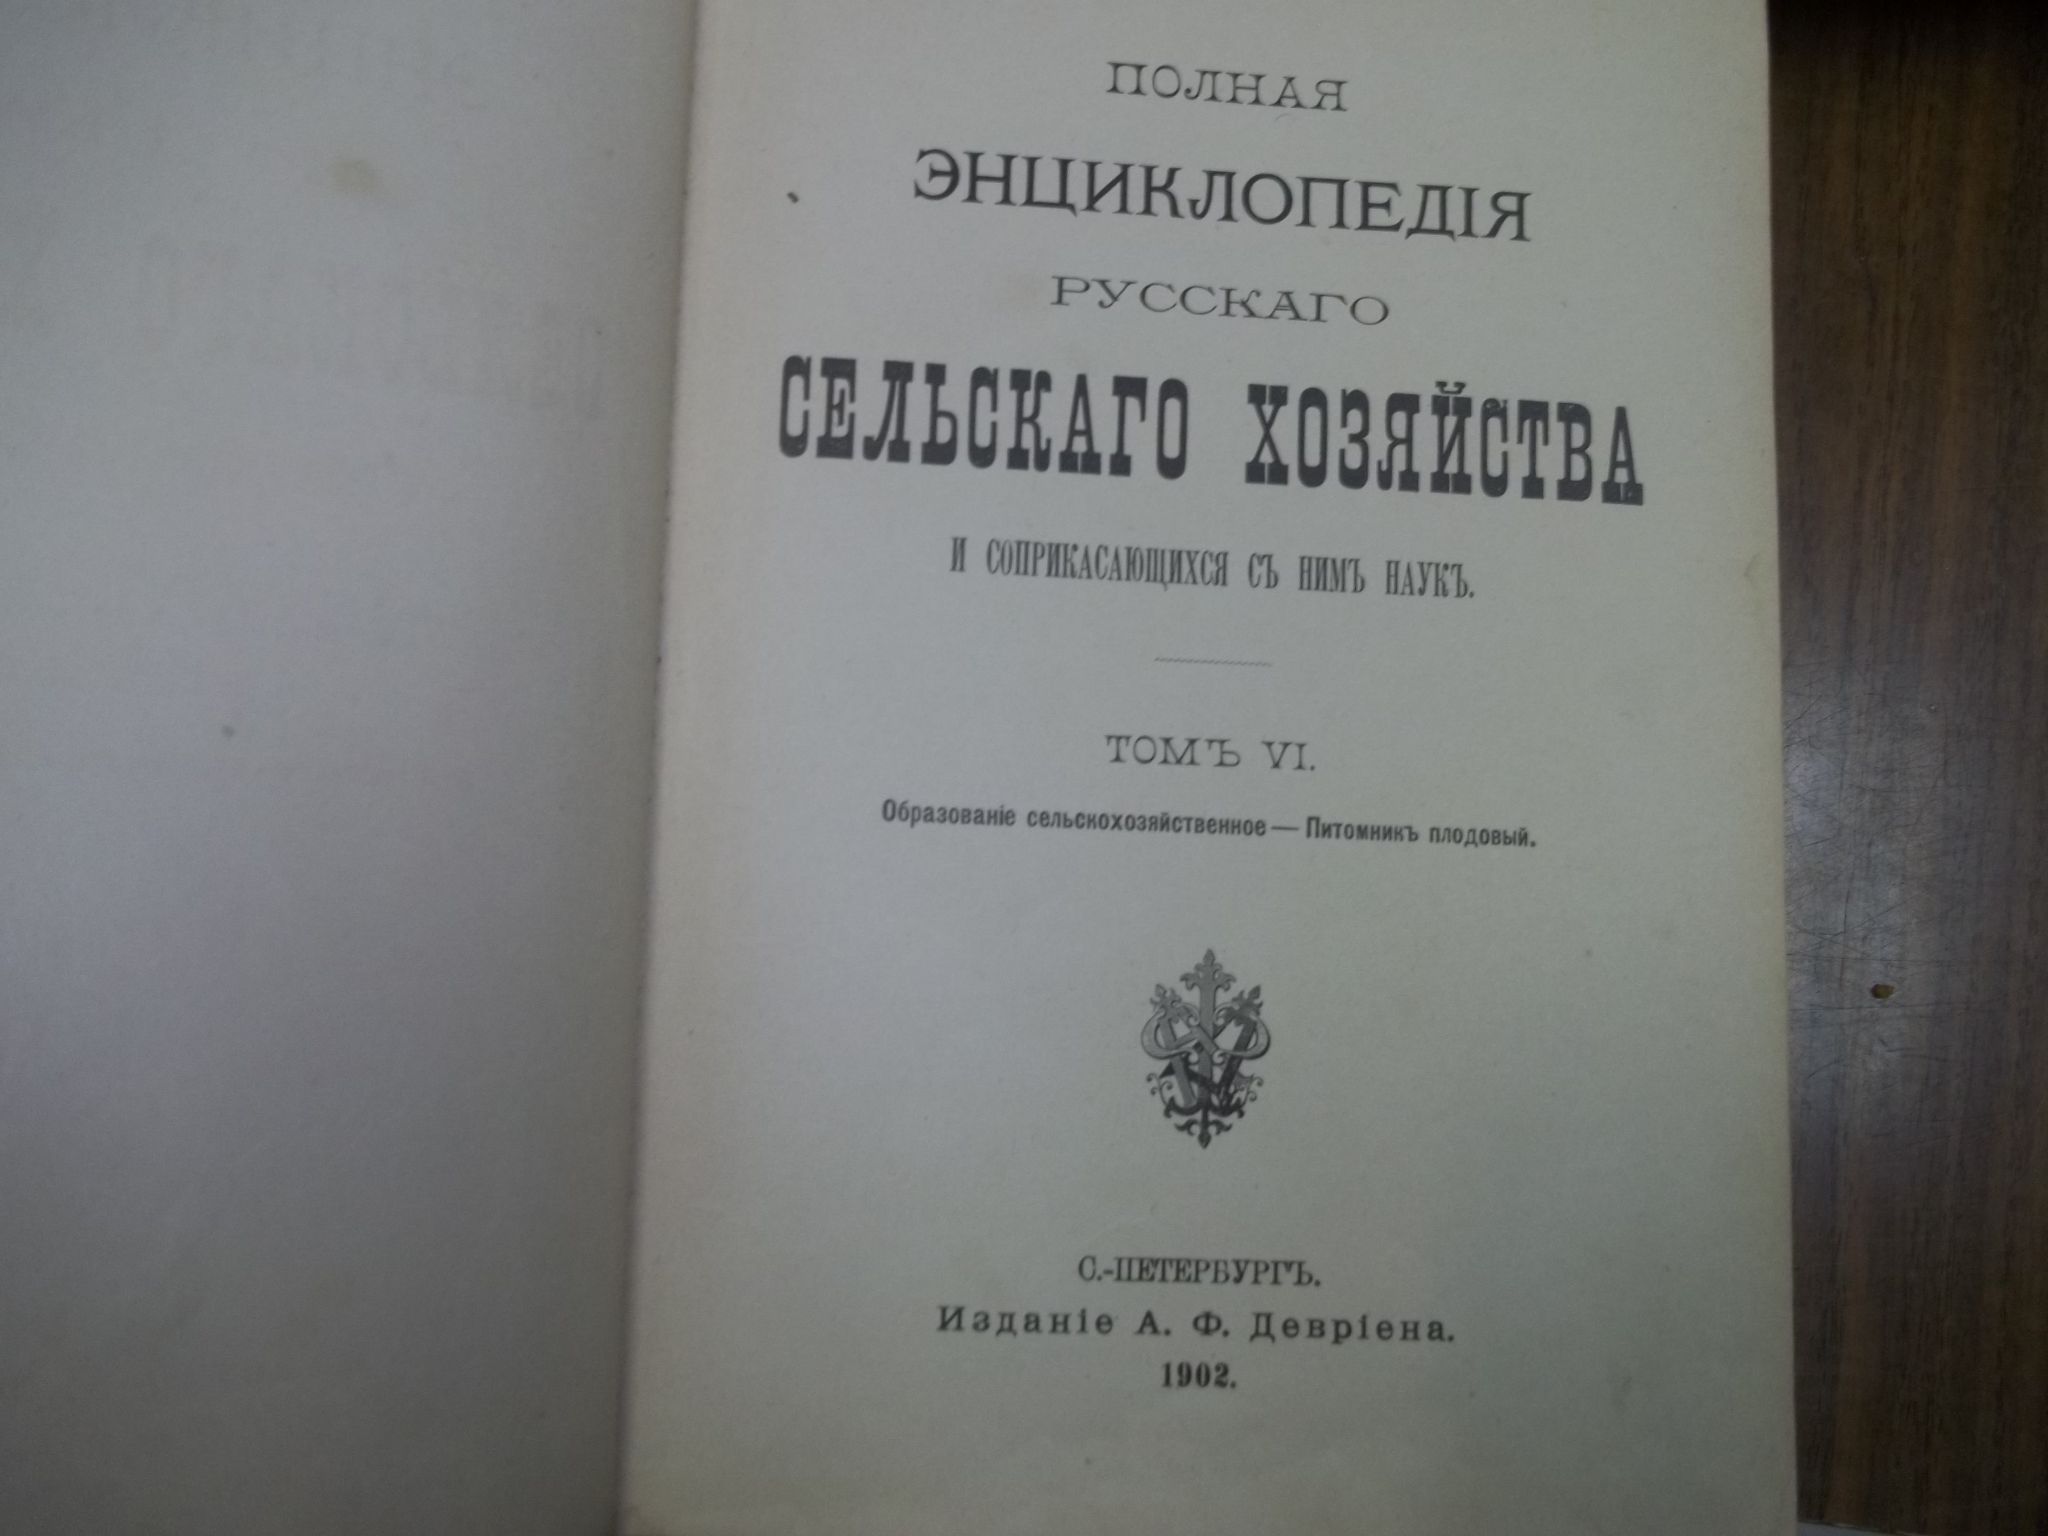 ПОЛНАЯ
ЭНЦИКЛОПЕДІЯ
РУССКАГО
СЕЛЬСКАГО ХОЗЯЙСТВА
И СОПРИКАСАЮЩИХСЯ СЪ НИМЪ НАУКЪ.
ТОМЪ VI.
Образованіе сельскохозяйственное — Питомникъ плодовый.
С.-ПЕТЕРБУРГЪ.
Изданіе А. Ф. Девріена.
1902.